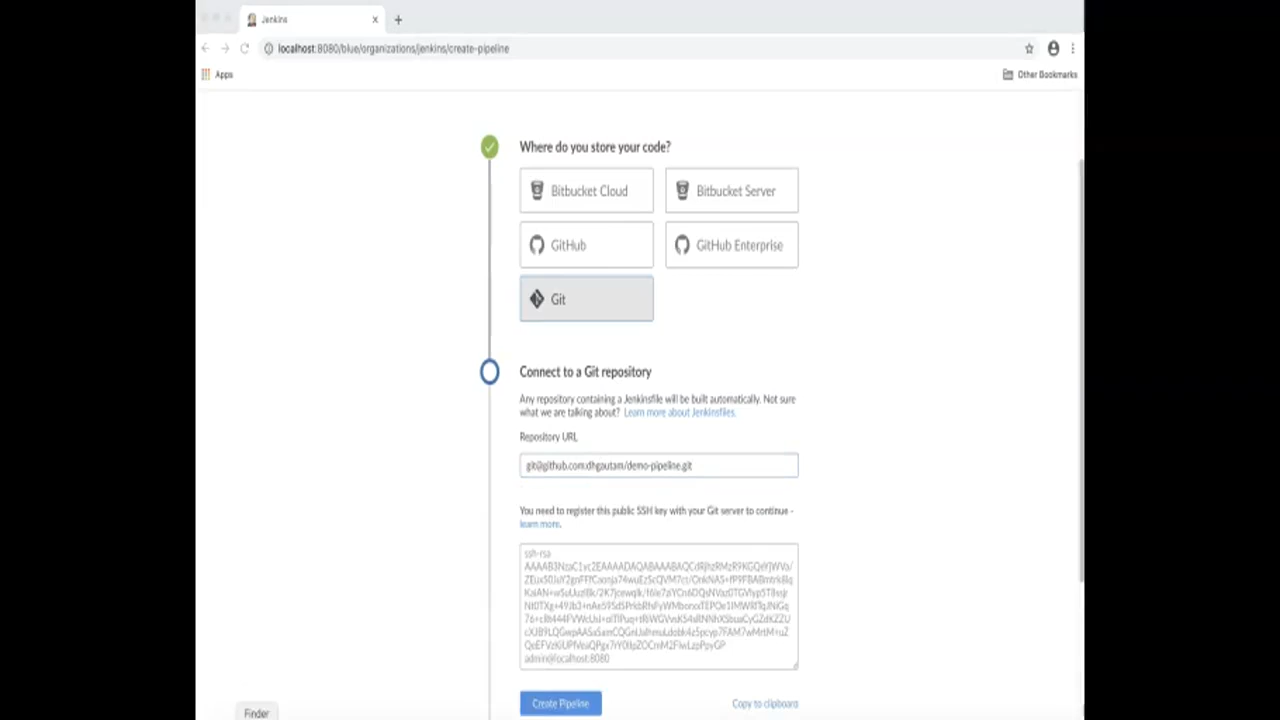 Jenkins
localhost:8080/blue/organizations/jenkins/create-pipeline
Apps
Other Bookmarks
Where do you store your code?
Bitbucket Cloud
Bitbucket Server
GitHub
GitHub Enterprise
Git
Connect to a Git repository
Any repository containing a Jenkinsfile will be built automatically. Not sure
what we are talking about? Learn more about Jenkinsfiles.
Repository URL
git@github.com:dhgautam/demo-pipeline.git
You need to register this public SSH key with your Git server to continue -
learn more.
ssh-rsa
admin@localhost:8080
Create Pipeline
Copy to clipboard
Finder